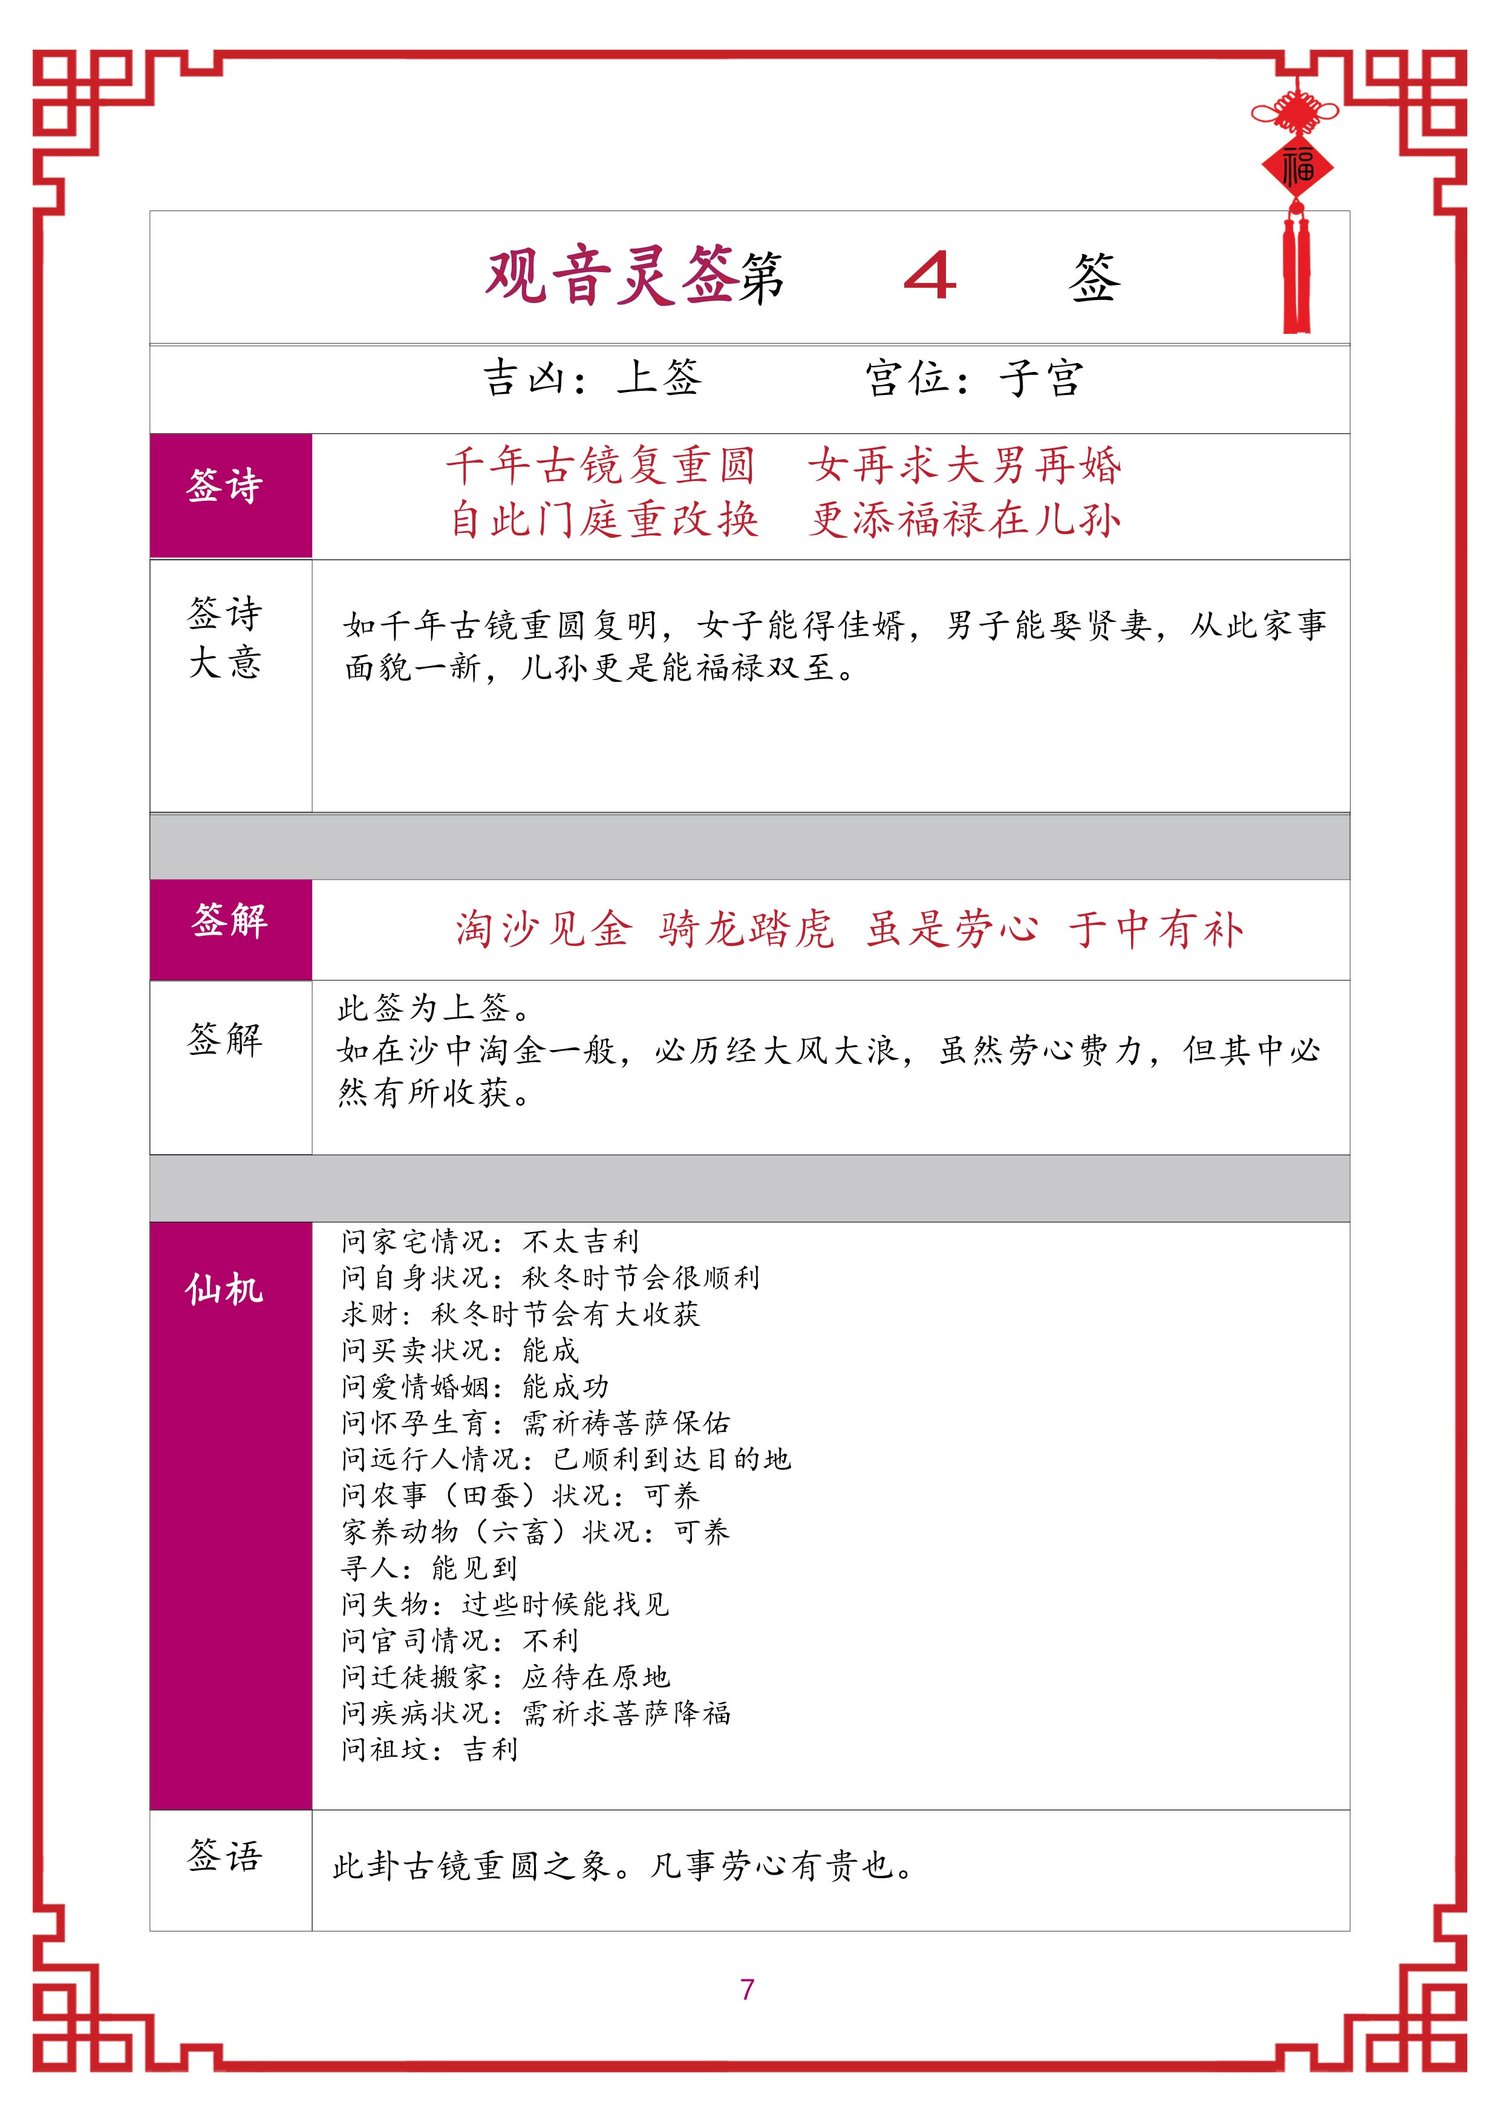 福
观音灵签第 4 签
吉凶：上签 宫位：子宫
签诗
千年古镜复重圆 女再求夫男再婚
自此门庭重改换 更添福禄在儿孙
签诗
大意
如千年古镜重圆复明，女子能得佳婿，男子能娶贤妻，从此家事
面貌一新，儿孙更是能福禄双至。
签解
淘沙见金 骑龙踏虎 虽是劳心 于中有补
签解
此签为上签。
如在沙中淘金一般，必历经大风大浪，虽然劳心费力，但其中必
然有所收获。
仙机
问家宅情况：不太吉利
问自身状况：秋冬时节会很顺利
求财：秋冬时节会有大收获
问买卖状况：能成
问爱情婚姻：能成功
问怀孕生育：需祈祷菩萨保佑
问远行人情况：已顺利到达目的地
问农事（田蚕）状况：可养
家养动物（六畜）状况：可养
寻人：能见到
问失物：过些时候能找见
问官司情况：不利
问迁徒搬家：应待在原地
问疾病状况：需祈求菩萨降福
问祖坟：吉利
签语
此卦古镜重圆之象。凡事劳心有贵也。
7